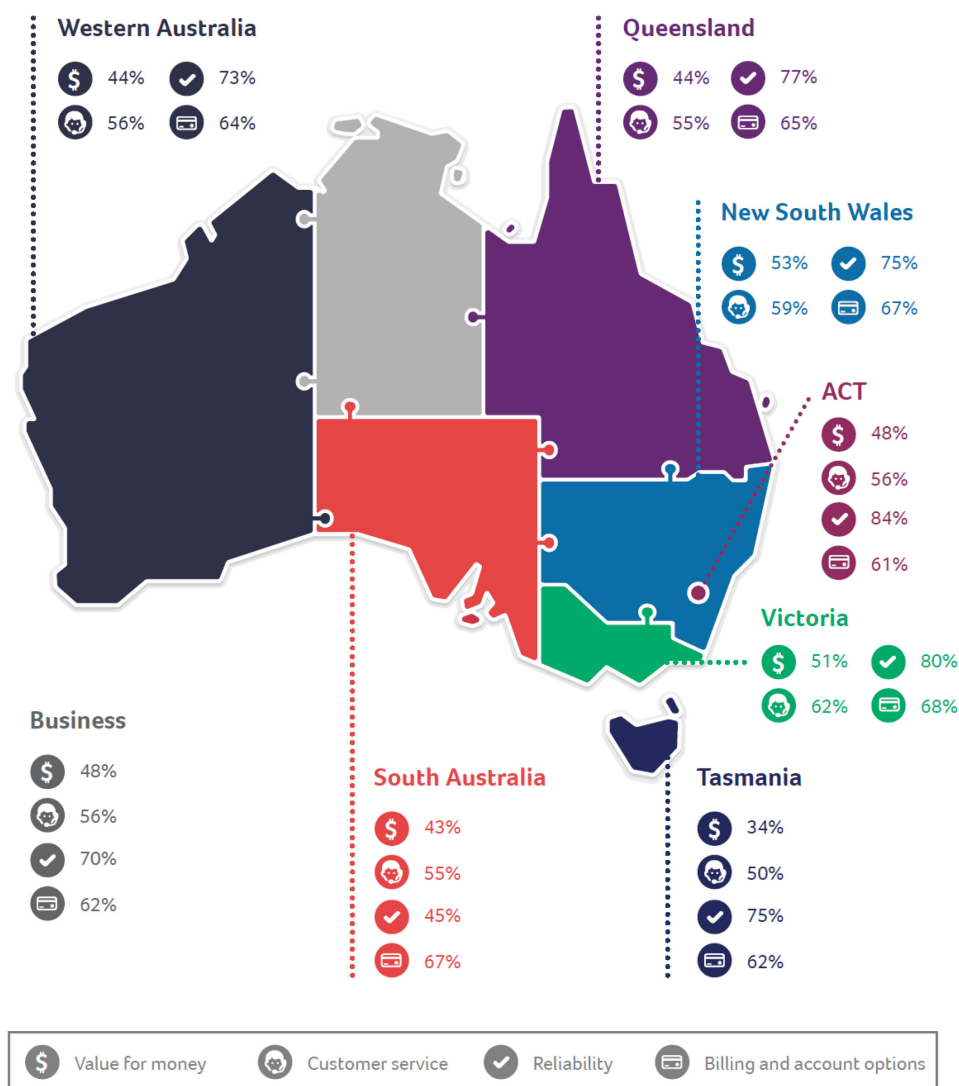 Western Australia
44% 73%
56% 64%
Queensland
44% 77%
55% 65%
New South Wales
53% 75%
59% 67%
ACT
48%
56%
84%
61%
Victoria
51% 80%
62% 68%
Business
48%
56%
70%
62%
South Australia
43%
55%
45%
67%
Tasmania
34%
50%
75%
62%
Value for money Customer service Reliability Billing and account options